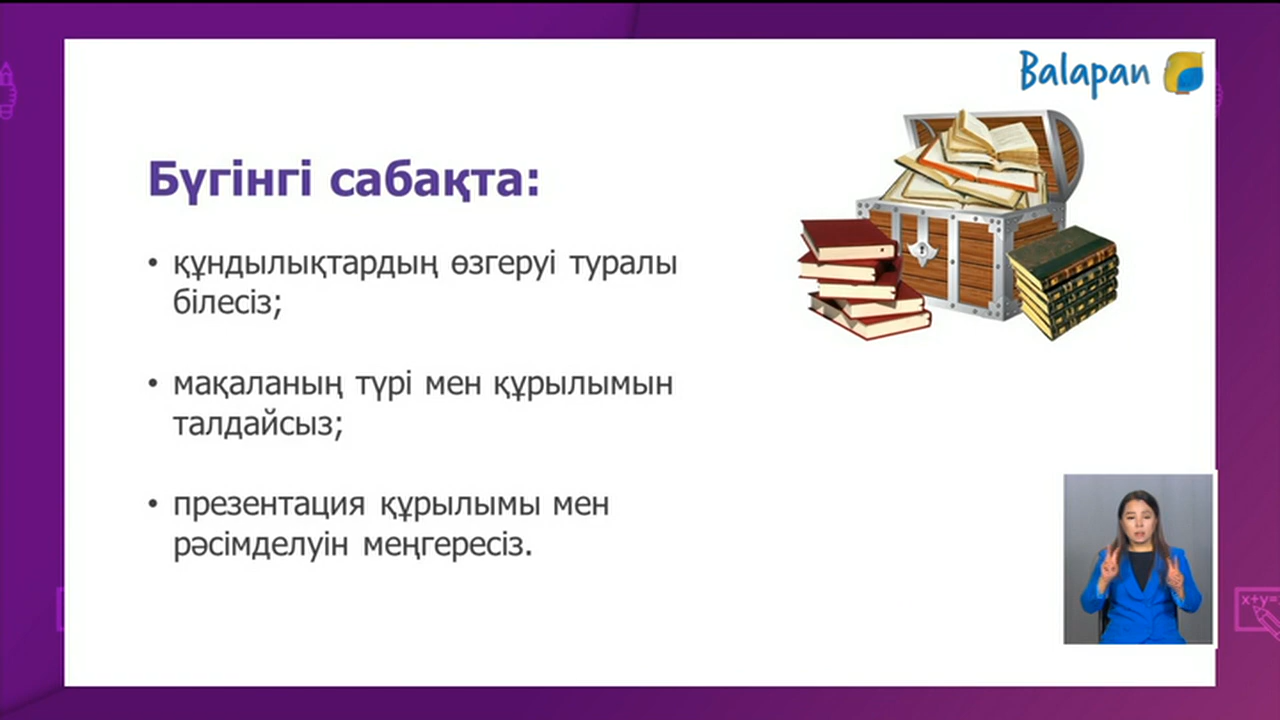 Balapan
Бүгінгі сабақта:
• құндылықтардың өзгеруі туралы
білесіз;
• мақаланың түрі мен құрылымын
талдайсыз;
• презентация құрылымы мен
рәсімделуін меңгересіз.
x+y=